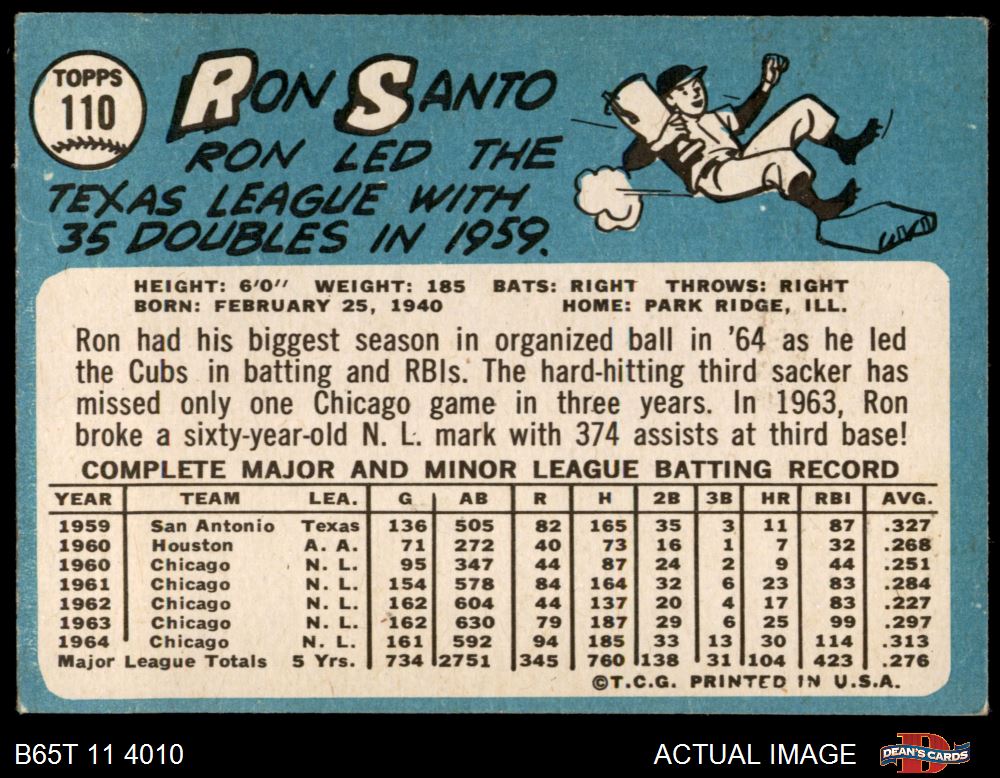 TOPPS
110
RON SANTO
RON LED THE
TEXAS LEAGUE WITH
35 DOUBLES IN 1959.
HEIGHT: 6'0" WEIGHT: 185 BATS: RIGHT THROWS: RIGHT
BORN: FEBRUARY 25, 1940 HOME: PARK RIDGE, ILL.
Ron had his biggest season in organized ball in '64 as he led
the Cubs in batting and RBIs. The hard-hitting third sacker has
missed only one Chicago game in three years. In 1963, Ron
broke a sixty-year-old N. L. mark with 374 assists at third base!
COMPLETE MAJOR AND MINOR LEAGUE BATTING RECORD
YEAR TEAM LEA. G AB R H 2B 3B HR RBI AVG.
1959 San Antonio Texas 136 505 82 165 35 3 11 87 .327
1960 Houston A. A. 71 272 40 73 16 1 7 32 .268
1960 Chicago N. L. 95 347 44 87 24 2 9 44 .251
1961 Chicago N. L. 154 578 84 164 32 6 23 83 .284
1962 Chicago N. L. 162 604 44 137 20 4 17 83 .227
1963 Chicago N. L. 162 630 79 187 29 6 25 99 .297
1964 Chicago N. L. 161 592 94 185 33 13 30 114 .313
Major League Totals 5 Yrs. 734 2751 345 760 138 31 104 423 .276
©T.C.G. PRINTED IN U.S.A.
B65T 11 4010 ACTUAL IMAGE DEAN'S CARDS